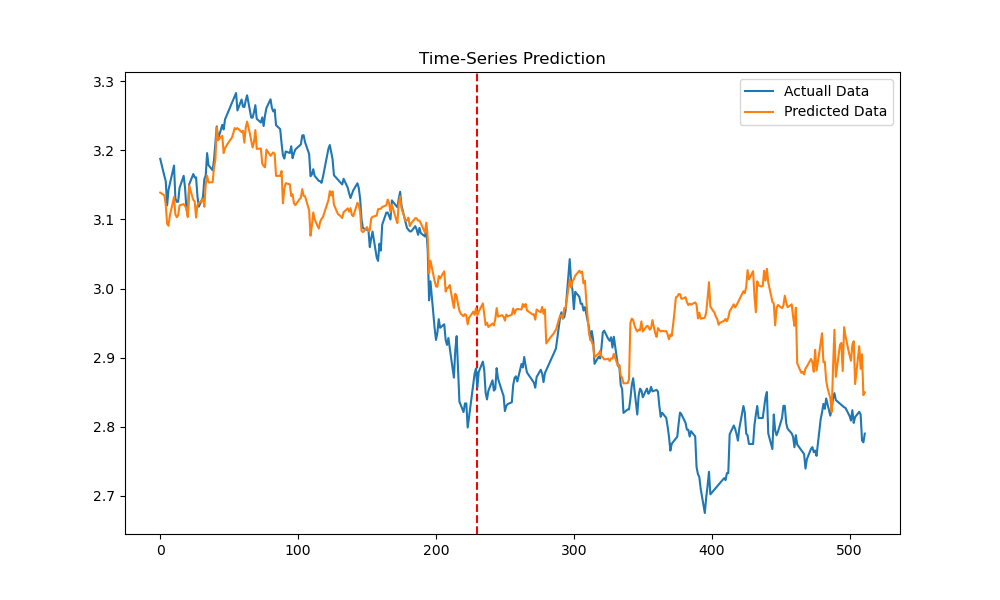 Time-Series Prediction
Actuall Data
Predicted Data
3.3
3.2
3.1
3.0
2.9
2.8
2.7
0 100 200 300 400 500